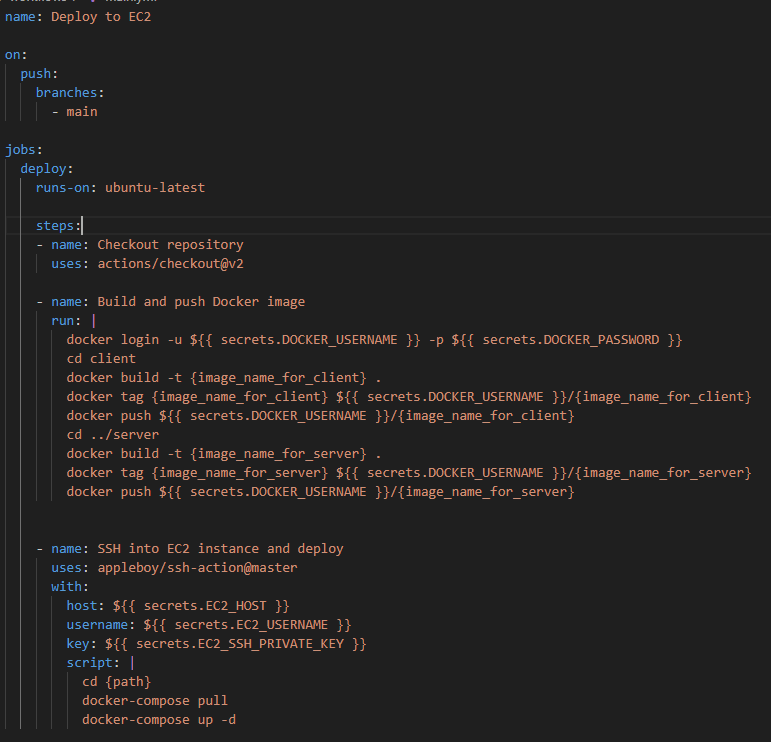 name: Deploy to EC2
on:
push:
branches:
- main
jobs:
deploy:
runs-on: ubuntu-latest
steps:
- name: Checkout repository
uses: actions/checkout@v2
- name: Build and push Docker image
run: |
docker login -u ${{ secrets.DOCKER_USERNAME }} -p ${{ secrets.DOCKER_PASSWORD }}
cd client
docker build -t {image_name_for_client} .
docker tag {image_name_for_client} ${{ secrets.DOCKER_USERNAME }}/{image_name_for_client}
docker push ${{ secrets.DOCKER_USERNAME }}/{image_name_for_client}
cd ../server
docker build -t {image_name_for_server} .
docker tag {image_name_for_server} ${{ secrets.DOCKER_USERNAME }}/{image_name_for_server}
docker push ${{ secrets.DOCKER_USERNAME }}/{image_name_for_server}
- name: SSH into EC2 instance and deploy
uses: appleboy/ssh-action@master
with:
host: ${{ secrets.EC2_HOST }}
username: ${{ secrets.EC2_USERNAME }}
key: ${{ secrets.EC2_SSH_PRIVATE_KEY }}
script: |
cd {path}
docker-compose pull
docker-compose up -d